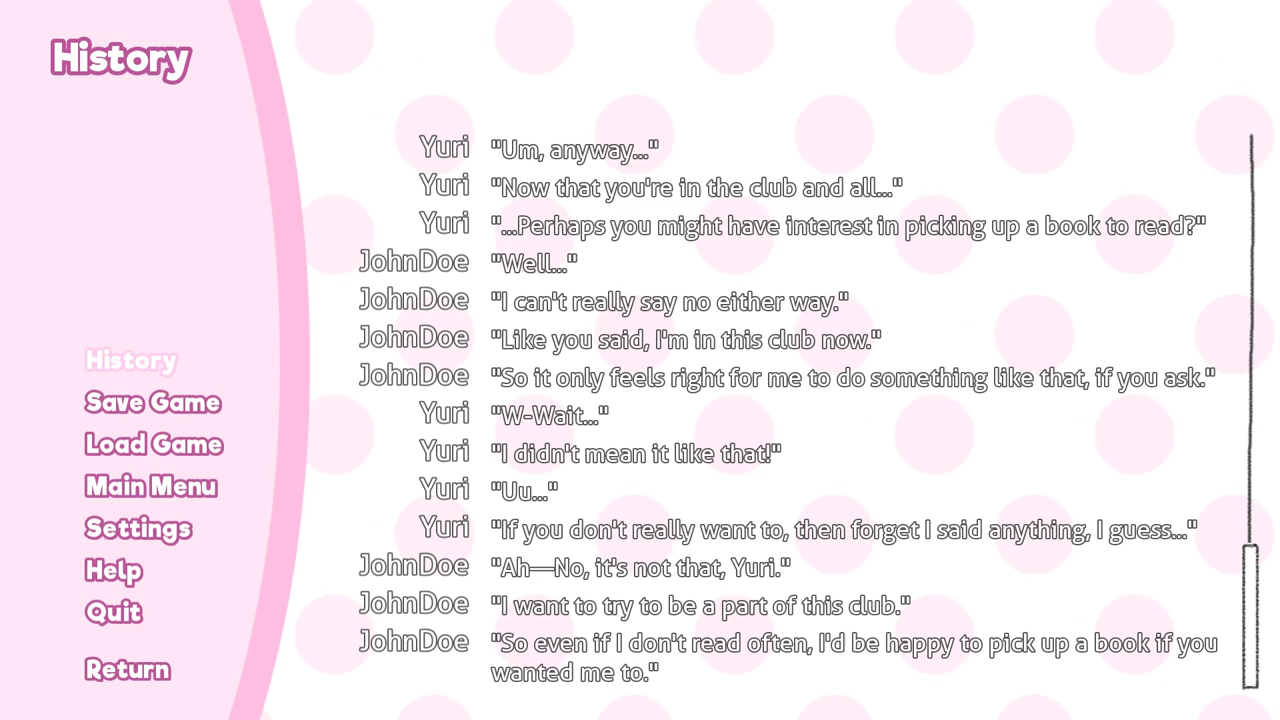 History
Yuri "Um, anyway..."
Yuri "Now that you're in the club and all..."
Yuri "...Perhaps you might have interest in picking up a book to read?"
JohnDoe "Well..."
JohnDoe "I can't really say no either way."
JohnDoe "Like you said, I'm in this club now."
JohnDoe "So it only feels right for me to do something like that, if you ask."
Yuri "W-Wait..."
Yuri "I didn't mean it like that!"
Yuri "Uu..."
Yuri "If you don't really want to, then forget I said anything, I guess..."
JohnDoe "Ah—No, it's not that, Yuri."
JohnDoe "I want to try to be a part of this club."
JohnDoe "So even if I don't read often, I'd be happy to pick up a book if you
wanted me to."
History
Save Game
Load Game
Main Menu
Settings
Help
Quit
Return